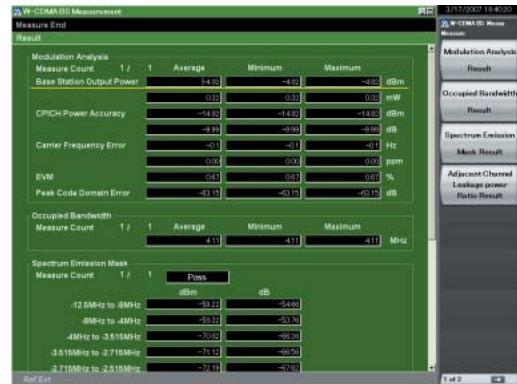 W-CDMA BS Measurement
3/17/2007 18:40:20
Measure End
Result
W-CDMA BS Meas
Measure
Modulation Analysis
Measure Count 1 / 1 Average Minimum Maximum
Base Station Output Power -4.82 -4.82 -4.82 dBm
0.33 0.33 0.33 mW
CPICH Power Accuracy -14.82 -14.82 -14.82 dBm
-9.99 -9.99 -9.99 dB
Carrier Frequency Error -0.1 -0.1 -0.1 Hz
0.00 0.00 0.00 ppm
EVM 0.67 0.67 0.67 %
Peak Code Domain Error -63.15 -63.15 -63.15 dB
Occupied Bandwidth
Measure Count 1 / 1 Average Minimum Maximum
4.11 4.11 4.11 MHz
Spectrum Emission Mask
Measure Count 1 / 1 Pass
dBm dB
-12.5MHz to -8MHz -59.22 -54.66
-8MHz to -4MHz -53.76
-4MHz to -3.515MHz
-3.515MHz to -2.715MHz -71.12 -66.56
-2.715MHz to -2.515MHz -72.19 -67.62
Ref.Ext
Modulation Analysis
Result
Occupied Bandwidth
Result
Spectrum Emission
Mask Result
Adjacent Channel
Leakage power
Ratio Result
1 of 2